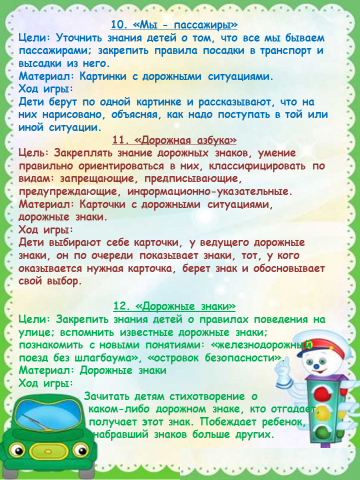 10. «Мы - пассажиры»
Цели: Уточнить знания детей о том, что все мы бываем
пассажирами; закрепить правила посадки в транспорт и
высадки из него.
Материал: Картинки с дорожными ситуациями.
Ход игры:
Дети берут по одной картинке и рассказывают, что на
них нарисовано, объясняя, как надо поступать в той или
иной ситуации.
11. «Дорожная азбука»
Цель: Закреплять знание дорожных знаков, умение
правильно ориентироваться в них, классифицировать по
видам: запрещающие, предписывающие,
предупреждающие, информационно-указательные.
Материал: Карточки с дорожными ситуациями,
дорожные знаки.
Ход игры:
Дети выбирают себе карточки, у ведущего дорожные
знаки, он по очереди показывает знаки, тот, у кого
оказывается нужная карточка, берет знак и обосновывает
свой выбор.
12. «Дорожные знаки»
Цели: Закрепить знания детей о правилах поведения на
улице; вспомнить известные дорожные знаки;
познакомить с новыми понятиями: «железнодорожный
поезд без шлагбаума», «островок безопасности».
Материал: Дорожные знаки
Ход игры:
Зачитать детям стихотворение о
каком-либо дорожном знаке, кто отгадает,
получает этот знак. Побеждает ребенок,
набравший знаков больше других.